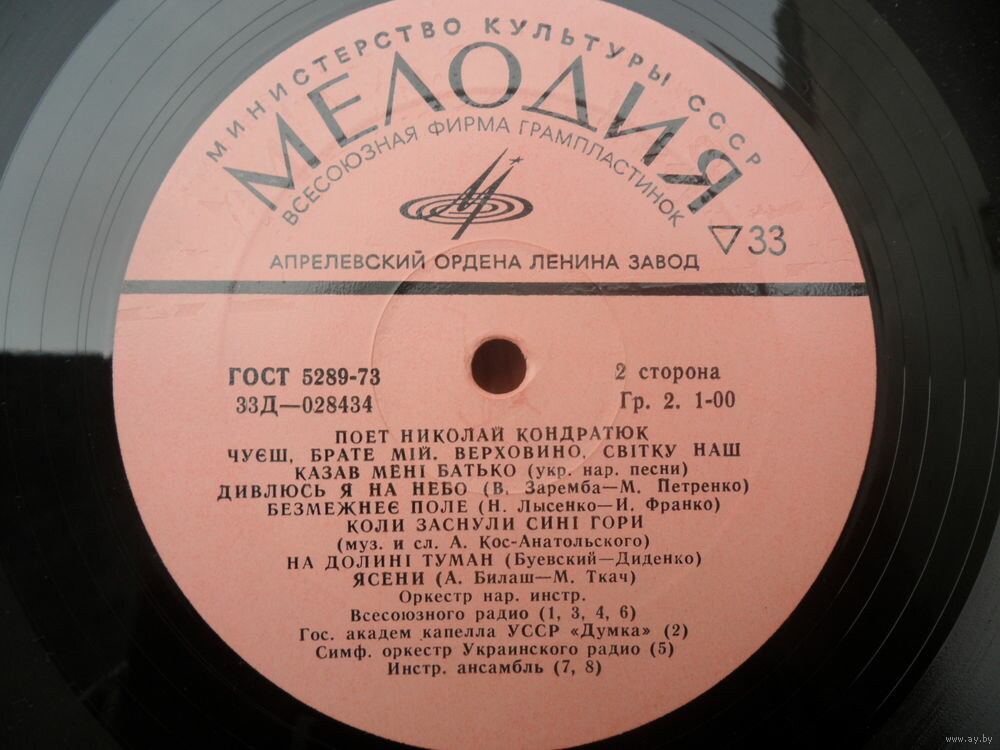 МИНИСТЕРСТВО КУЛЬТУРЫ СССР
МЕЛОДИЯ
ВСЕСОЮЗНАЯ ФИРМА ГРАМПЛАСТИНОК
33
АПРЕЛЕВСКИЙ ОРДЕНА ЛЕНИНА ЗАВОД
ГОСТ 5289-73
2 сторона
33Д—028434
Гр. 2. 1-00
ПОЕТ НИКОЛАЙ КОНДРАТЮК
ЧУЄШ, БРАТЕ МІЙ. ВЕРХОВИНО, СВІТКУ НАШ
КАЗАВ МЕНІ БАТЬКО (укр. нар. песни)
ДИВЛЮСЬ Я НА НЕБО (В. Заремба—М. Петренко)
БЕЗМЕЖНЕЄ ПОЛЕ (Н. Лысенко—И. Франко)
КОЛИ ЗАСНУЛИ СИНІ ГОРИ
(муз. и сл. А. Кос-Анатольского)
НА ДОЛИНІ ТУМАН (Буевский—Диденко)
ЯСЕНИ (А. Билаш—М. Ткач)
Оркестр нар. инстр.
Всесоюзного радио (1, 3, 4, 6)
Гос. академ капелла УССР «Думка» (2)
Симф. оркестр Украинского радио (5)
Инстр. ансамбль (7, 8)
www.ay.by